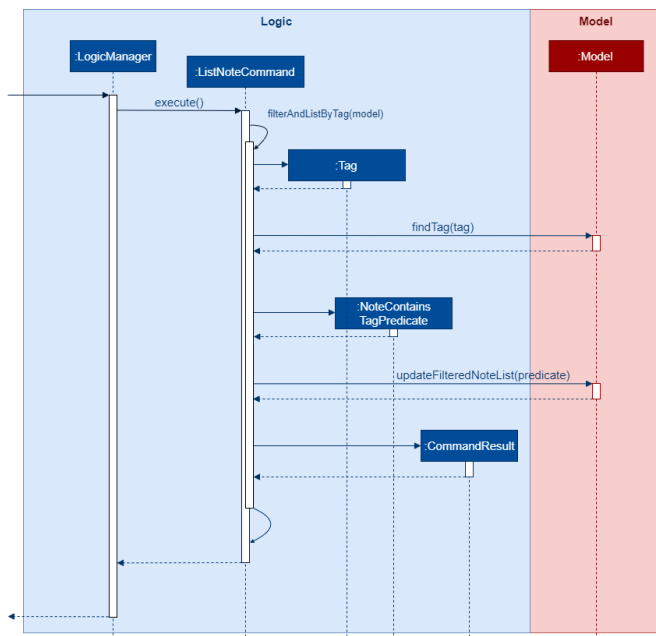 Logic
Model
:LogicManager
:ListNoteCommand
:Model
execute()
filterAndListByTag(model)
:Tag
findTag(tag)
:NoteContains
TagPredicate
updateFilteredNoteList(predicate)
:CommandResult